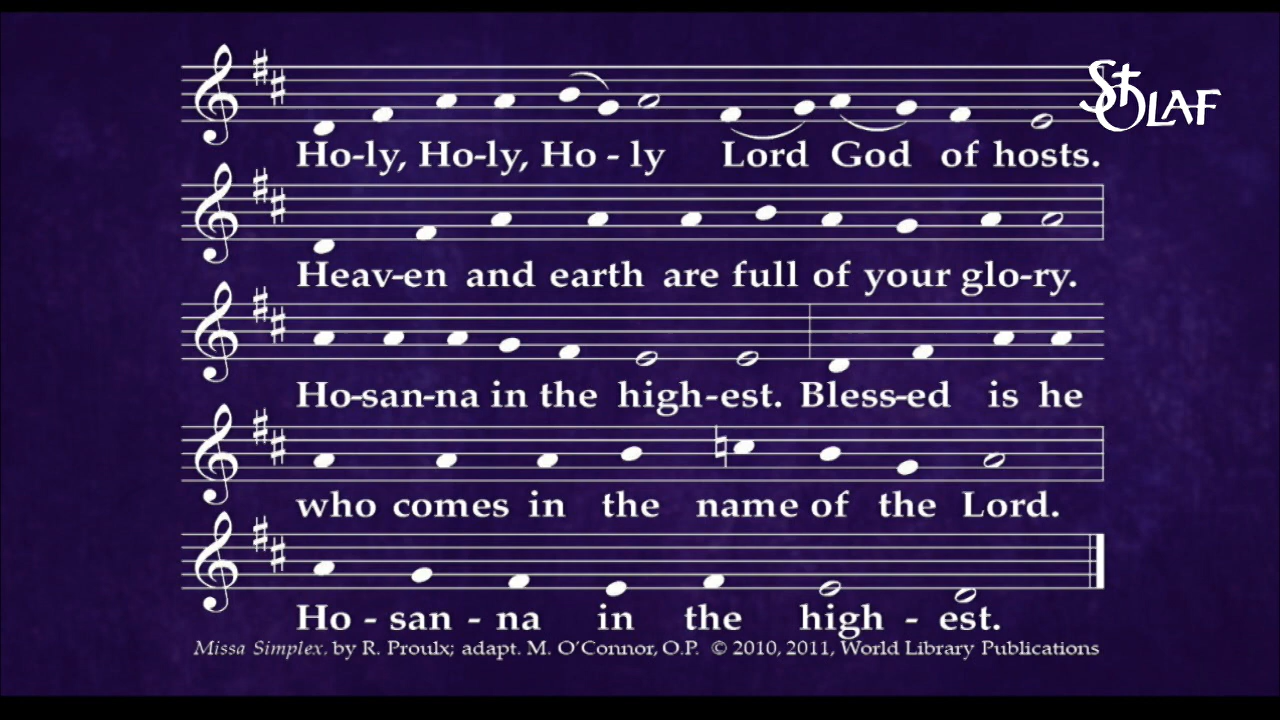 St OLAF
Ho-ly, Ho-ly, Ho - ly Lord God of hosts.
Heav-en and earth are full of your glo-ry.
Ho-san-na in the high-est. Bless-ed is he
who comes in the name of the Lord.
Ho - san - na in the high - est.
Missa Simplex. by R. Proulx; adapt. M. O'Connor, O.P. © 2010, 2011, World Library Publications